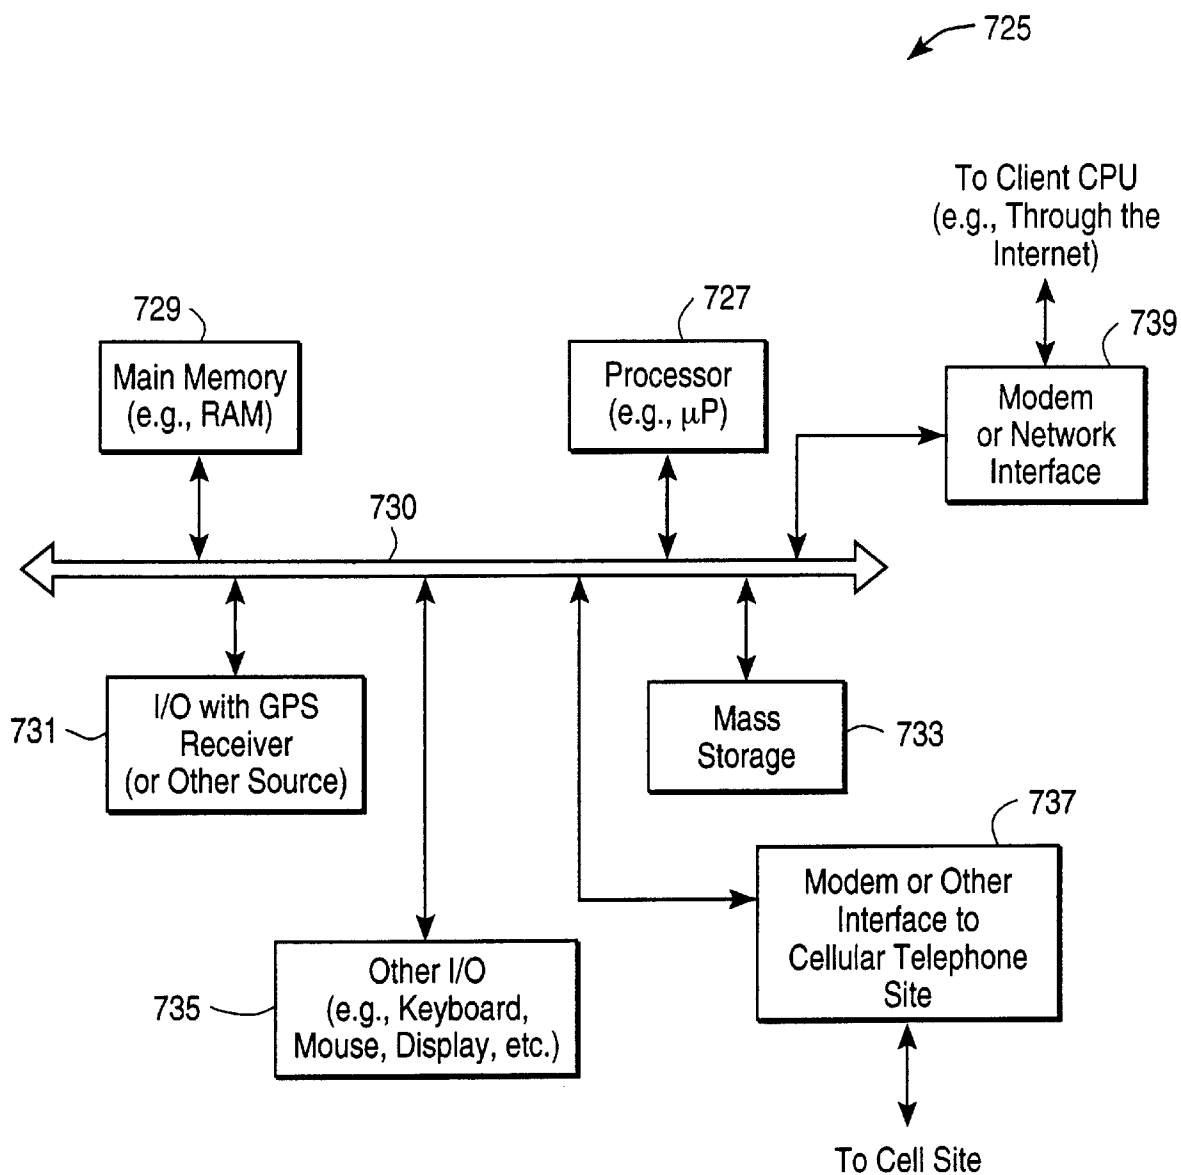 725
To Client CPU
(e.g., Through the
Internet)
729
727
739
Main Memory
(e.g., RAM)
Processor
(e.g., μP)
Modem
or Network
Interface
730
731
I/O with GPS
Receiver
(or Other Source)
Mass
Storage
733
737
Modem or Other
Interface to
Cellular Telephone
Site
735
Other I/O
(e.g., Keyboard,
Mouse, Display, etc.)
To Cell Site